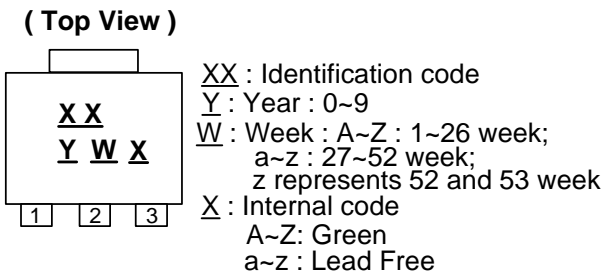 ( Top View )
X X
Y W X
1 2 3
XX : Identification code
Y : Year : 0~9
W : Week : A~Z : 1~26 week;
a~z : 27~52 week;
z represents 52 and 53 week
X : Internal code
A~Z: Green
a~z : Lead Free